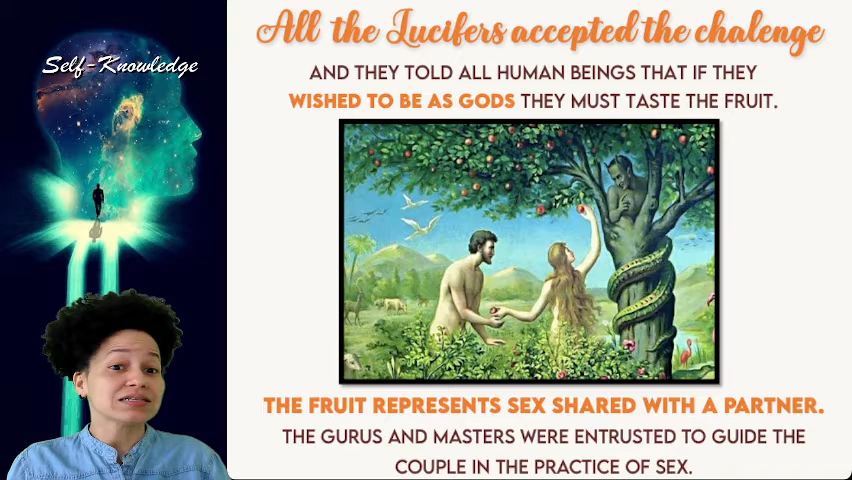 Self-Knowledge
All the Lucifers accepted the chalenge
AND THEY TOLD ALL HUMAN BEINGS THAT IF THEY
WISHED TO BE AS GODS THEY MUST TASTE THE FRUIT.
THE FRUIT REPRESENTS SEX SHARED WITH A PARTNER.
THE GURUS AND MASTERS WERE ENTRUSTED TO GUIDE THE
COUPLE IN THE PRACTICE OF SEX.